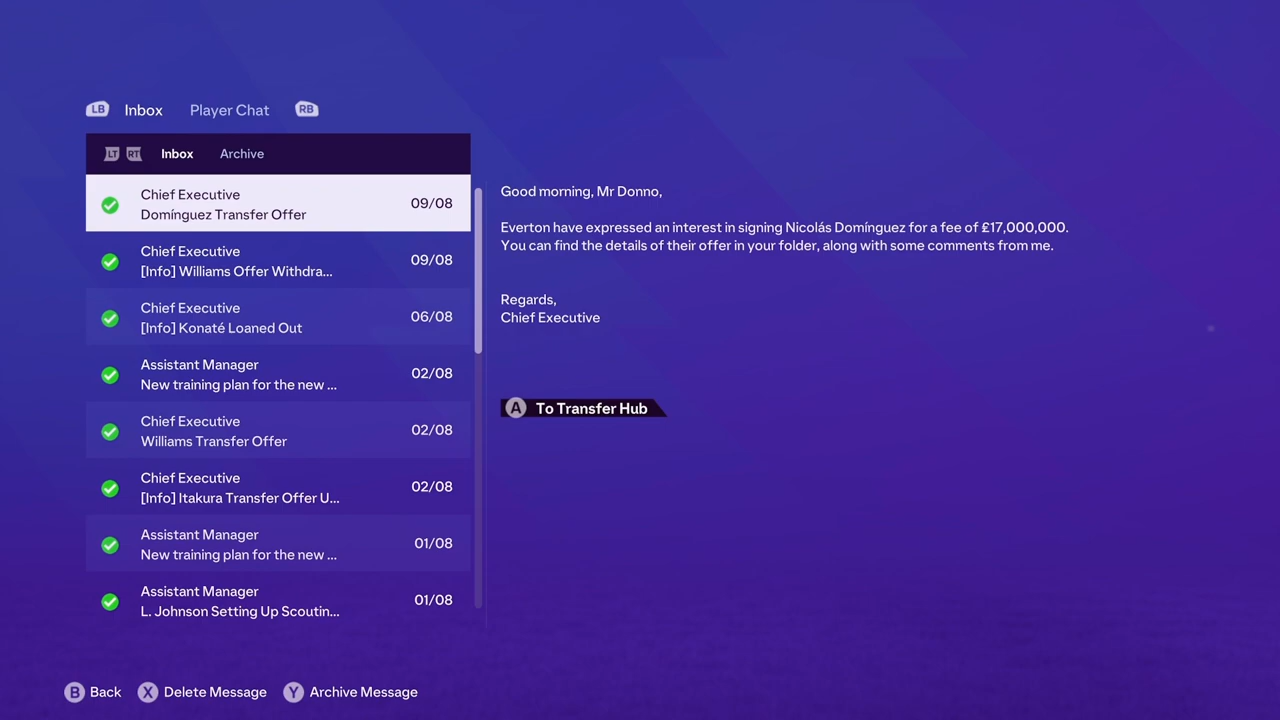 LB Inbox Player Chat RB
LT RT Inbox Archive
Chief Executive
Domínguez Transfer Offer
09/08
Chief Executive
[Info] Williams Offer Withdra...
09/08
Chief Executive
[Info] Konaté Loaned Out
06/08
Assistant Manager
New training plan for the new ...
02/08
Chief Executive
Williams Transfer Offer
02/08
Chief Executive
[Info] Itakura Transfer Offer U...
02/08
Assistant Manager
New training plan for the new ...
01/08
Assistant Manager
L. Johnson Setting Up Scoutin...
01/08
Good morning, Mr Donno,
Everton have expressed an interest in signing Nicolás Domínguez for a fee of £17,000,000.
You can find the details of their offer in your folder, along with some comments from me.
Regards,
Chief Executive
A To Transfer Hub
B Back X Delete Message Y Archive Message